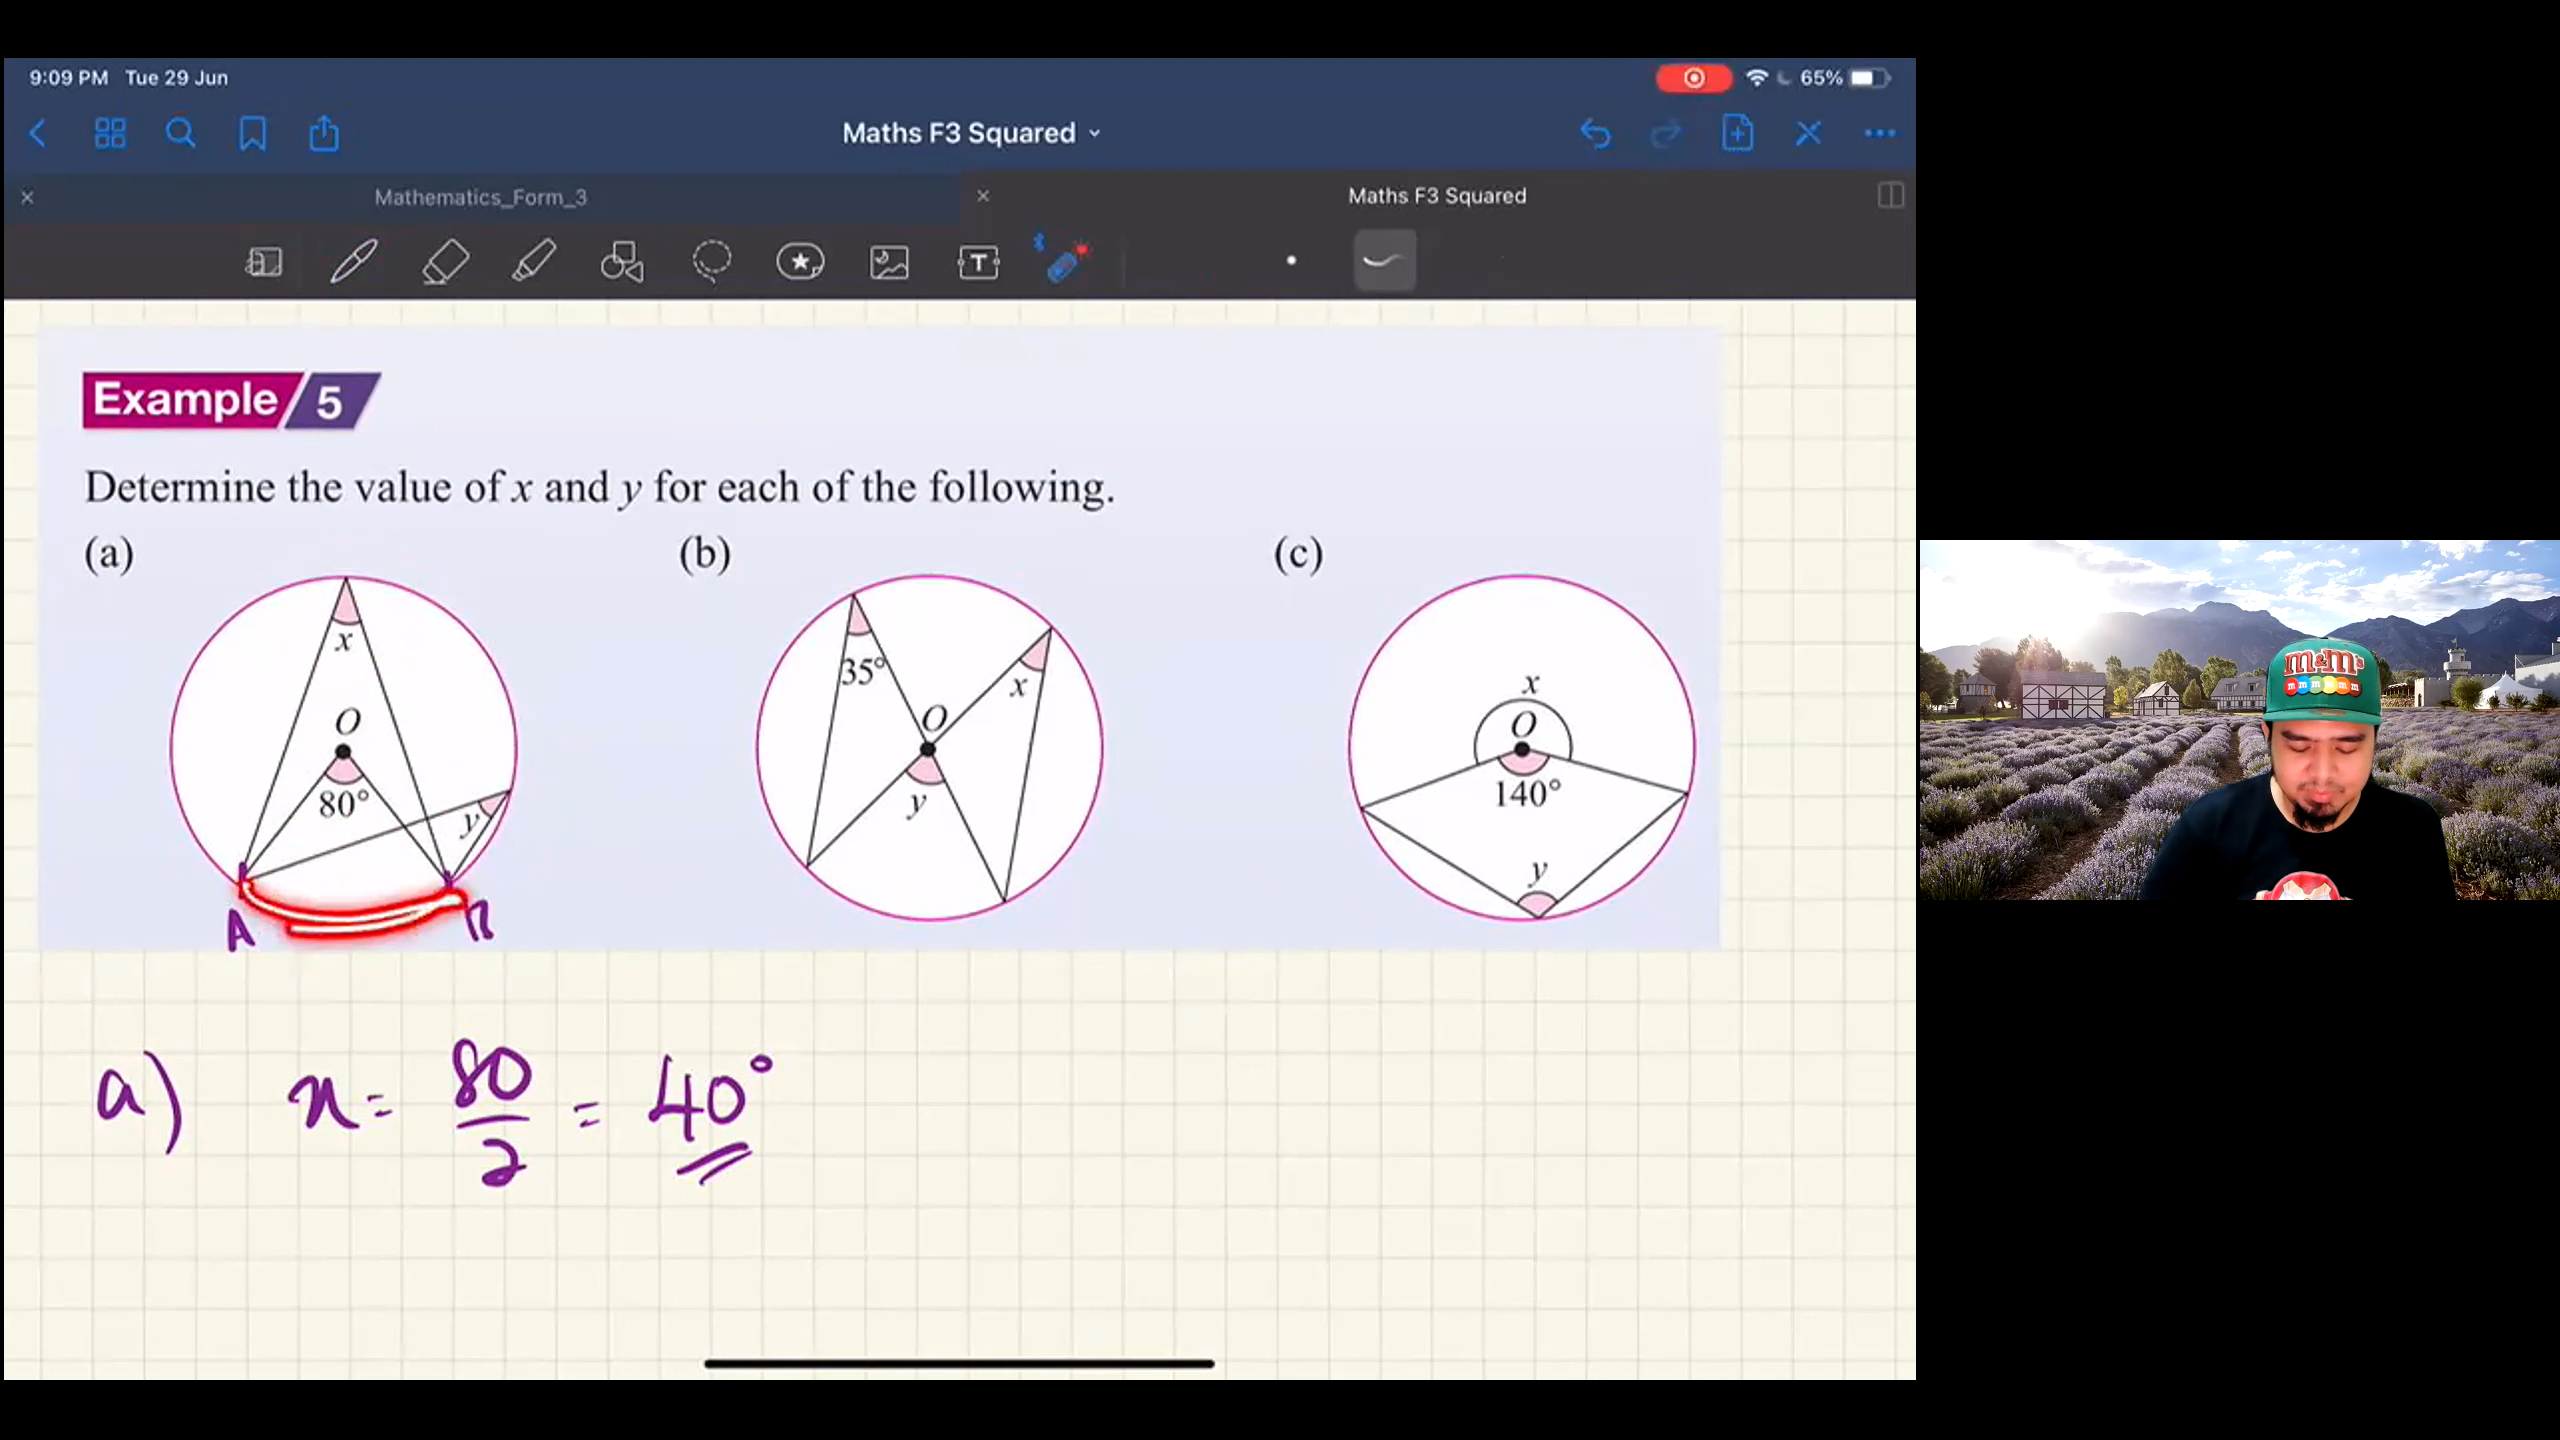 9:09 PM Tue 29 Jun
65%
Maths F3 Squared
Mathematics_Form_3
Maths F3 Squared
T
Example 5
Determine the value of x and y for each of the following.
(a)
(b)
(c)
x
O
80°
y
A
B
35°
x
O
y
x
O
140°
y
a) x = 80/2 = 40°
m&m's
m m m m m